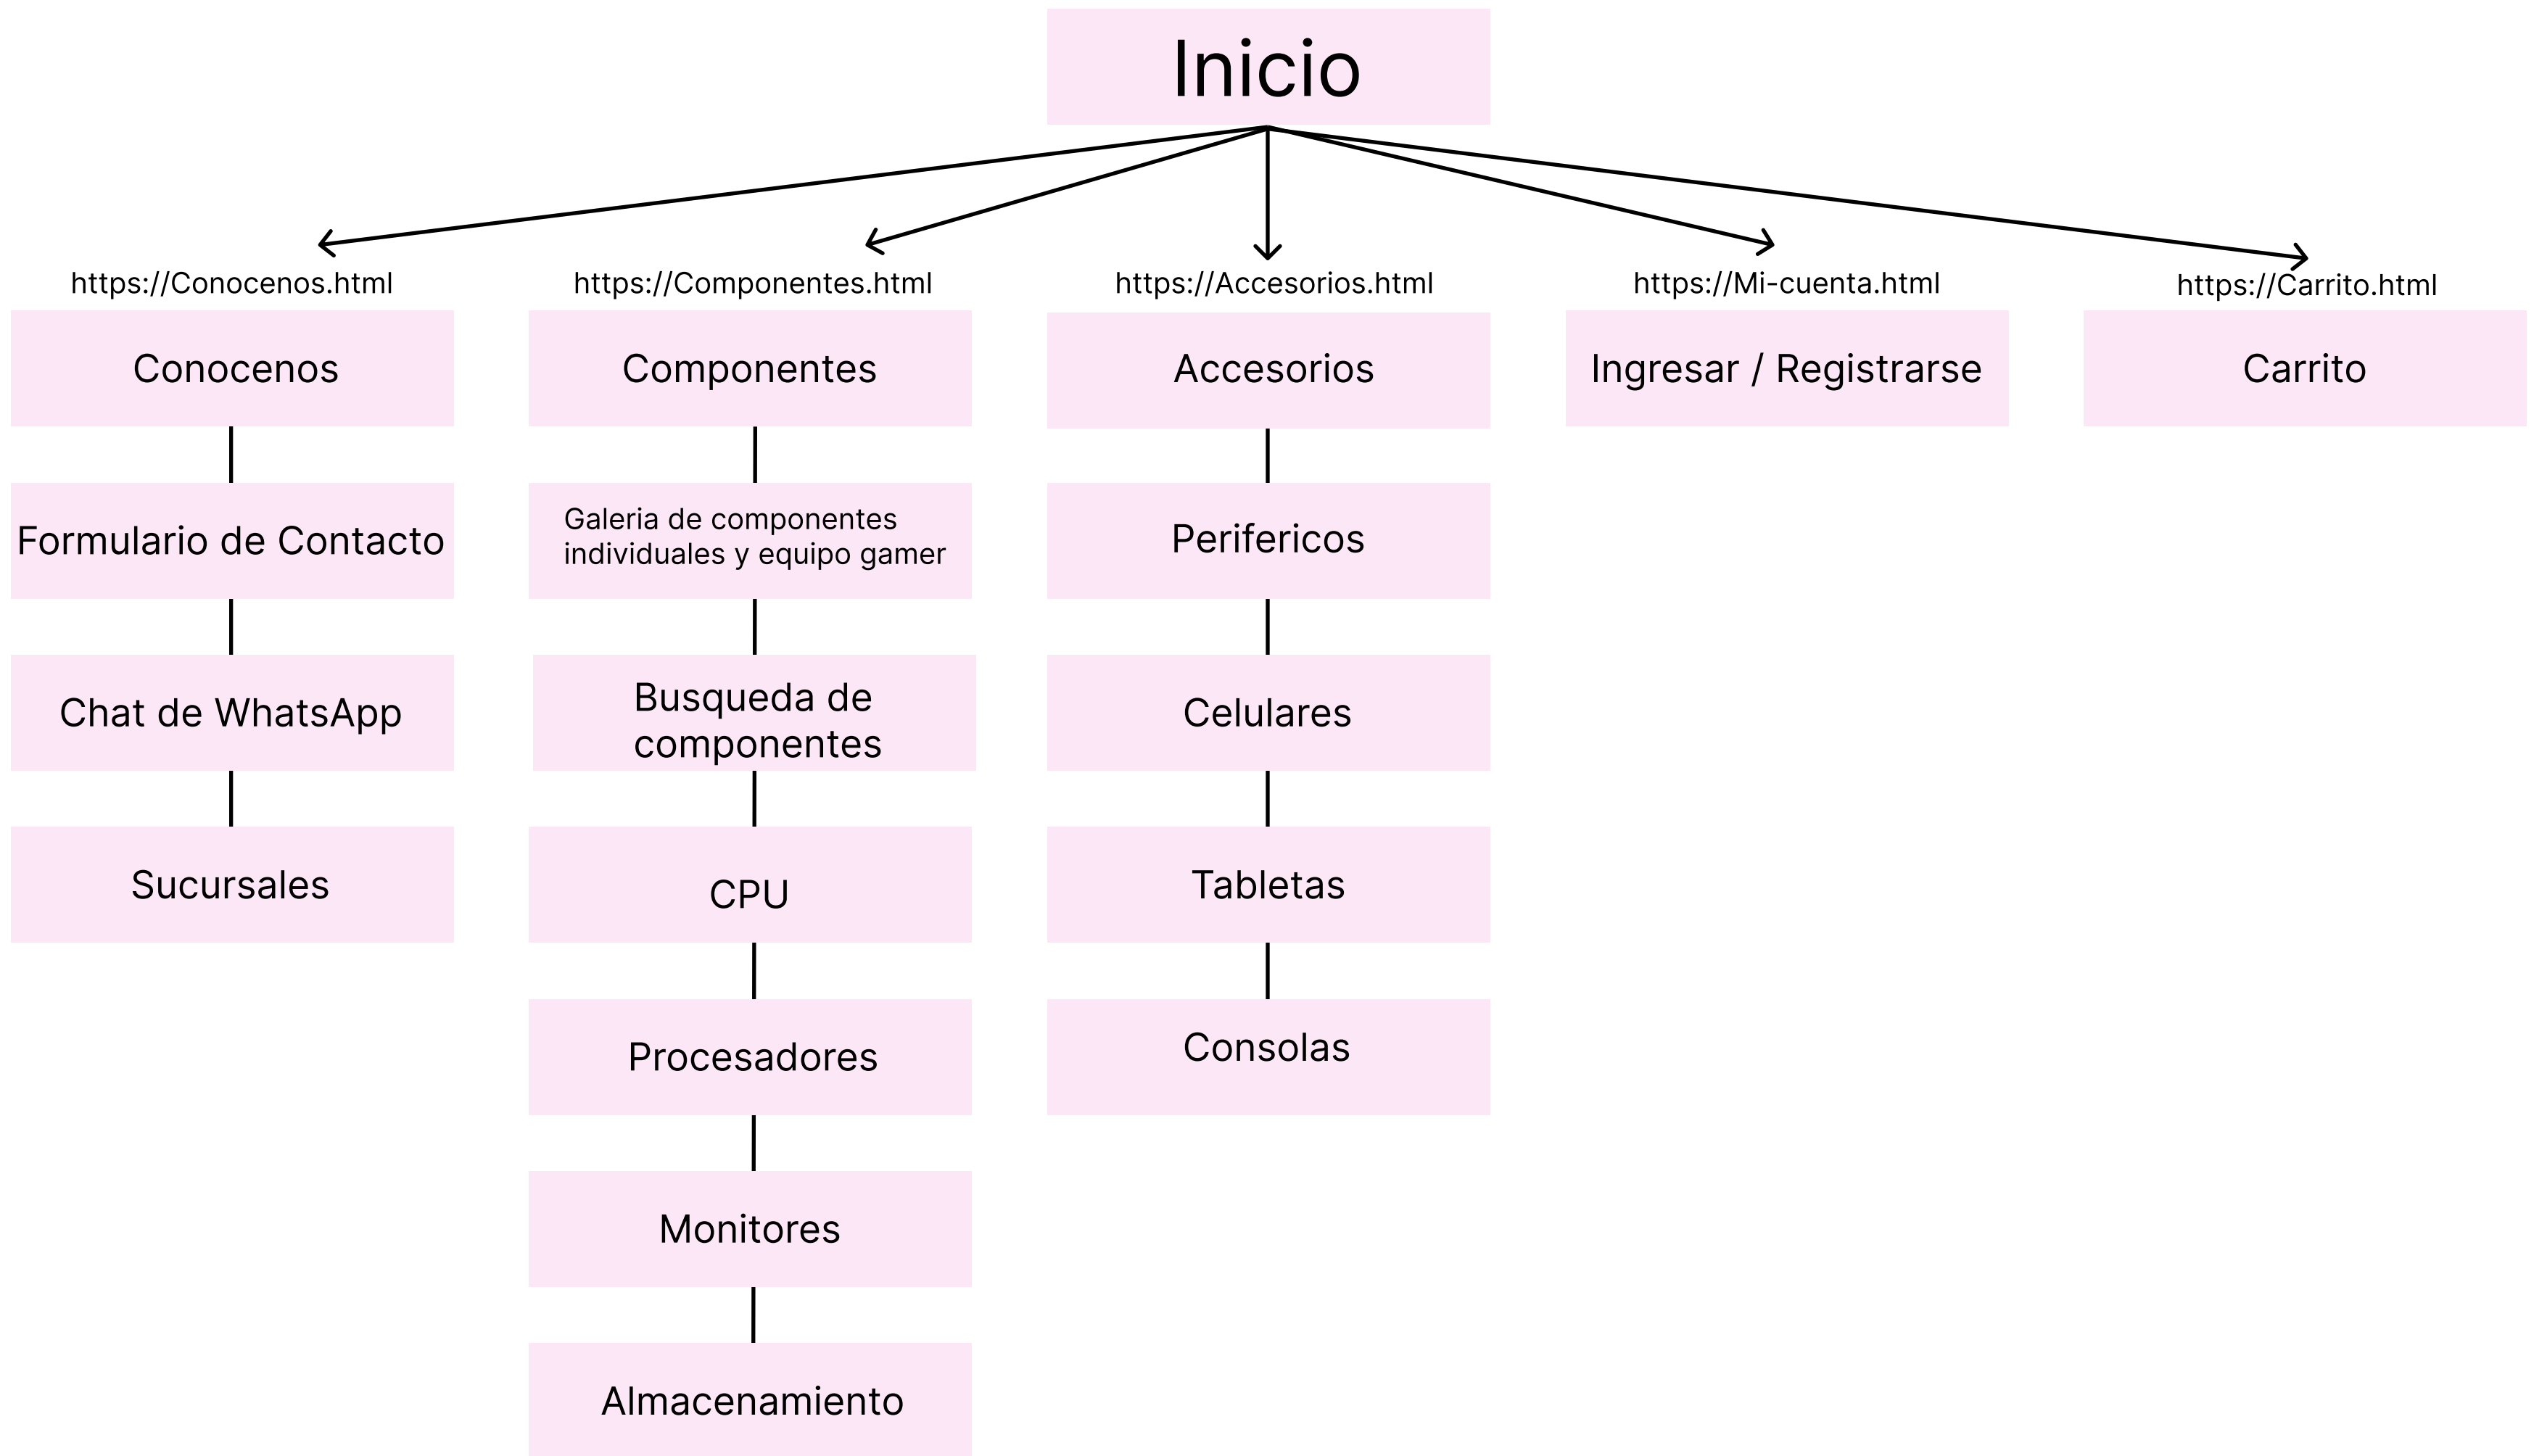 Inicio
https://Conocenos.html
https://Componentes.html
https://Accesorios.html
https://Mi-cuenta.html
https://Carrito.html
Conocenos
Componentes
Accesorios
Ingresar / Registrarse
Carrito
Formulario de Contacto
Galeria de componentes
individuales y equipo gamer
Perifericos
Chat de WhatsApp
Busqueda de
componentes
Celulares
Sucursales
CPU
Tabletas
Procesadores
Consolas
Monitores
Almacenamiento